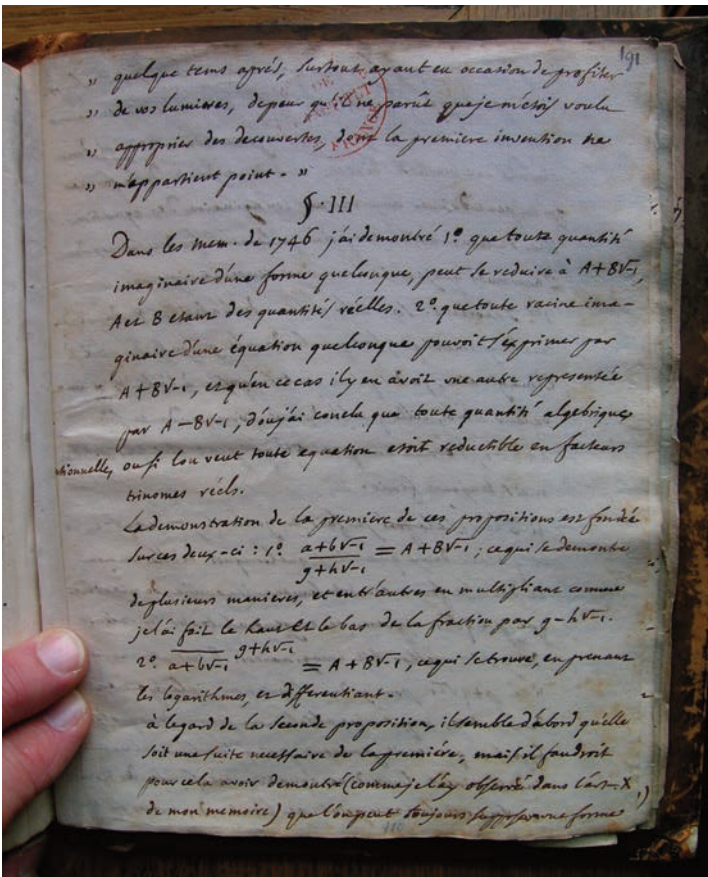 191
" quelque tems aprés, surtout ayant eu occasion de profiter
" de vos lumieres, de peur qu'il ne parût que je m'etois voulu
" approprier des decouvertes dont la premiere invention ne
" m'appartient point. "
§. III
Dans les mem. de 1746 j'ai demontré 1.º que toute quantité
imaginaire d'une forme quelconque, peut se reduire à A+B√-1,
A et B etant des quantités réelles. 2.º que toute racine ima-
ginaire d'une équation quelconque pouvoit s'exprimer par
A+B√-1, et qu'en ce cas il y en avoit une autre representée
par A-B√-1, d'où j'ai conclu que toute quantité algebrique
tionnelle, ou si l'on veut toute equation etoit reductible en facteurs
trinomes réels.
La demonstration de la premiere de ces propositions est fondée
sur ces deux-ci : 1.º (a+b√-1)/(g+h√-1) = A+B√-1 ; ce qui se demontre
de plusieurs manieres, et entr'autres en multipliant comme
je l'ai fait le haut et le bas de la fraction par g-h√-1.
2.º a+b√-1^(g+h√-1) = A+B√-1, ce qui se trouve, en prenant
les logarithmes, et differentiant.
à l'egard de la seconde proposition, il semble d'abord qu'elle
soit une suite necessaire de la premiére, mais il faudroit
pour cela avoir demontré (comme je l'ay observé dans l'art. X
de mon memoire) que l'on peut toujours supposer une forme